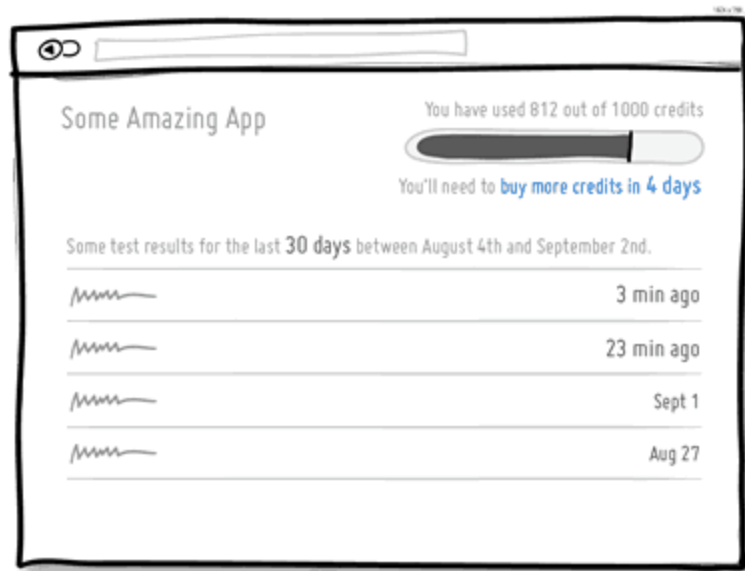 Some Amazing App
You have used 812 out of 1000 credits
You'll need to buy more credits in 4 days
Some test results for the last 30 days between August 4th and September 2nd.
3 min ago
23 min ago
Sept 1
Aug 27